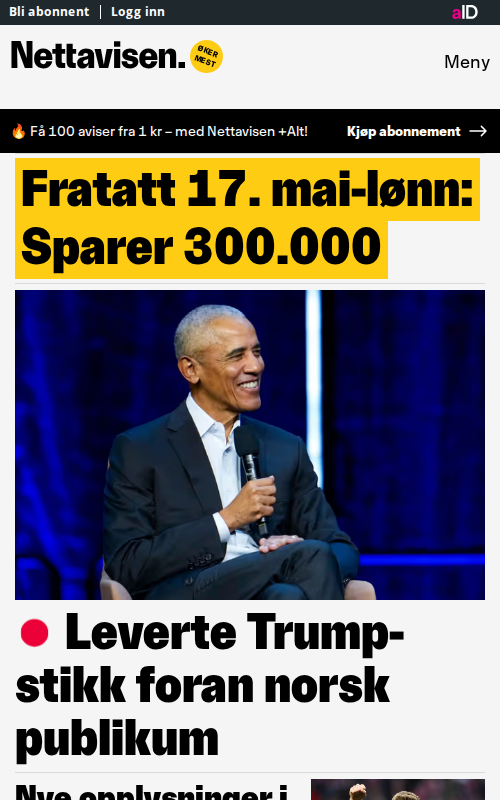 Bli abonnent | Logg inn
aID
Nettavisen.
ØKER
MEST
Meny
🔥 Få 100 aviser fra 1 kr – med Nettavisen +Alt!
Kjøp abonnement →
Fratatt 17. mai-lønn:
Sparer 300.000
Leverte Trump-
stikk foran norsk
publikum
Nye opplysninger i